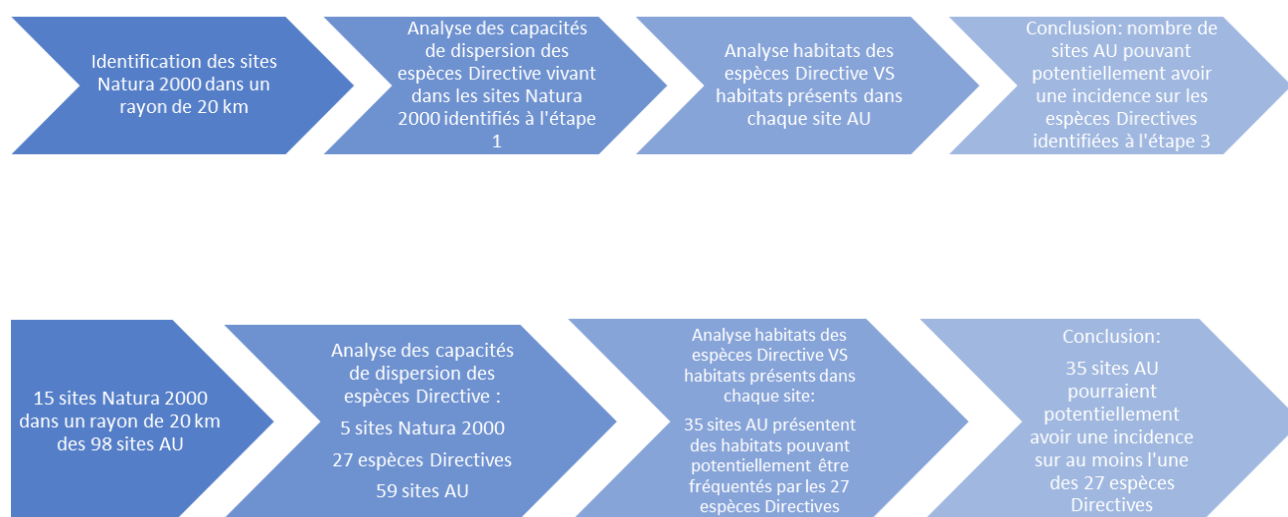 Identification des sites
Natura 2000 dans un
rayon de 20 km
Analyse des capacités
de dispersion des
espèces Directive vivant
dans les sites Natura
2000 identifiés à l'étape
1
Analyse habitats des
espèces Directive VS
habitats présents dans
chaque site AU
Conclusion: nombre de
sites AU pouvant
potentiellement avoir
une incidence sur les
espèces Directives
identifiées à l'étape 3
15 sites Natura 2000
dans un rayon de 20 km
des 98 sites AU
Analyse des capacités
de dispersion des
espèces Directive :
5 sites Natura 2000
27 espèces Directives
59 sites AU
Analyse habitats des
espèces Directive VS
habitats présents dans
chaque site:
35 sites AU présentent
des habitats pouvant
potentiellement être
fréquentés par les 27
espèces Directives
Conclusion:
35 sites AU
pourraient
potentiellement
avoir une incidence
sur au moins l'une
des 27 espèces
Directives